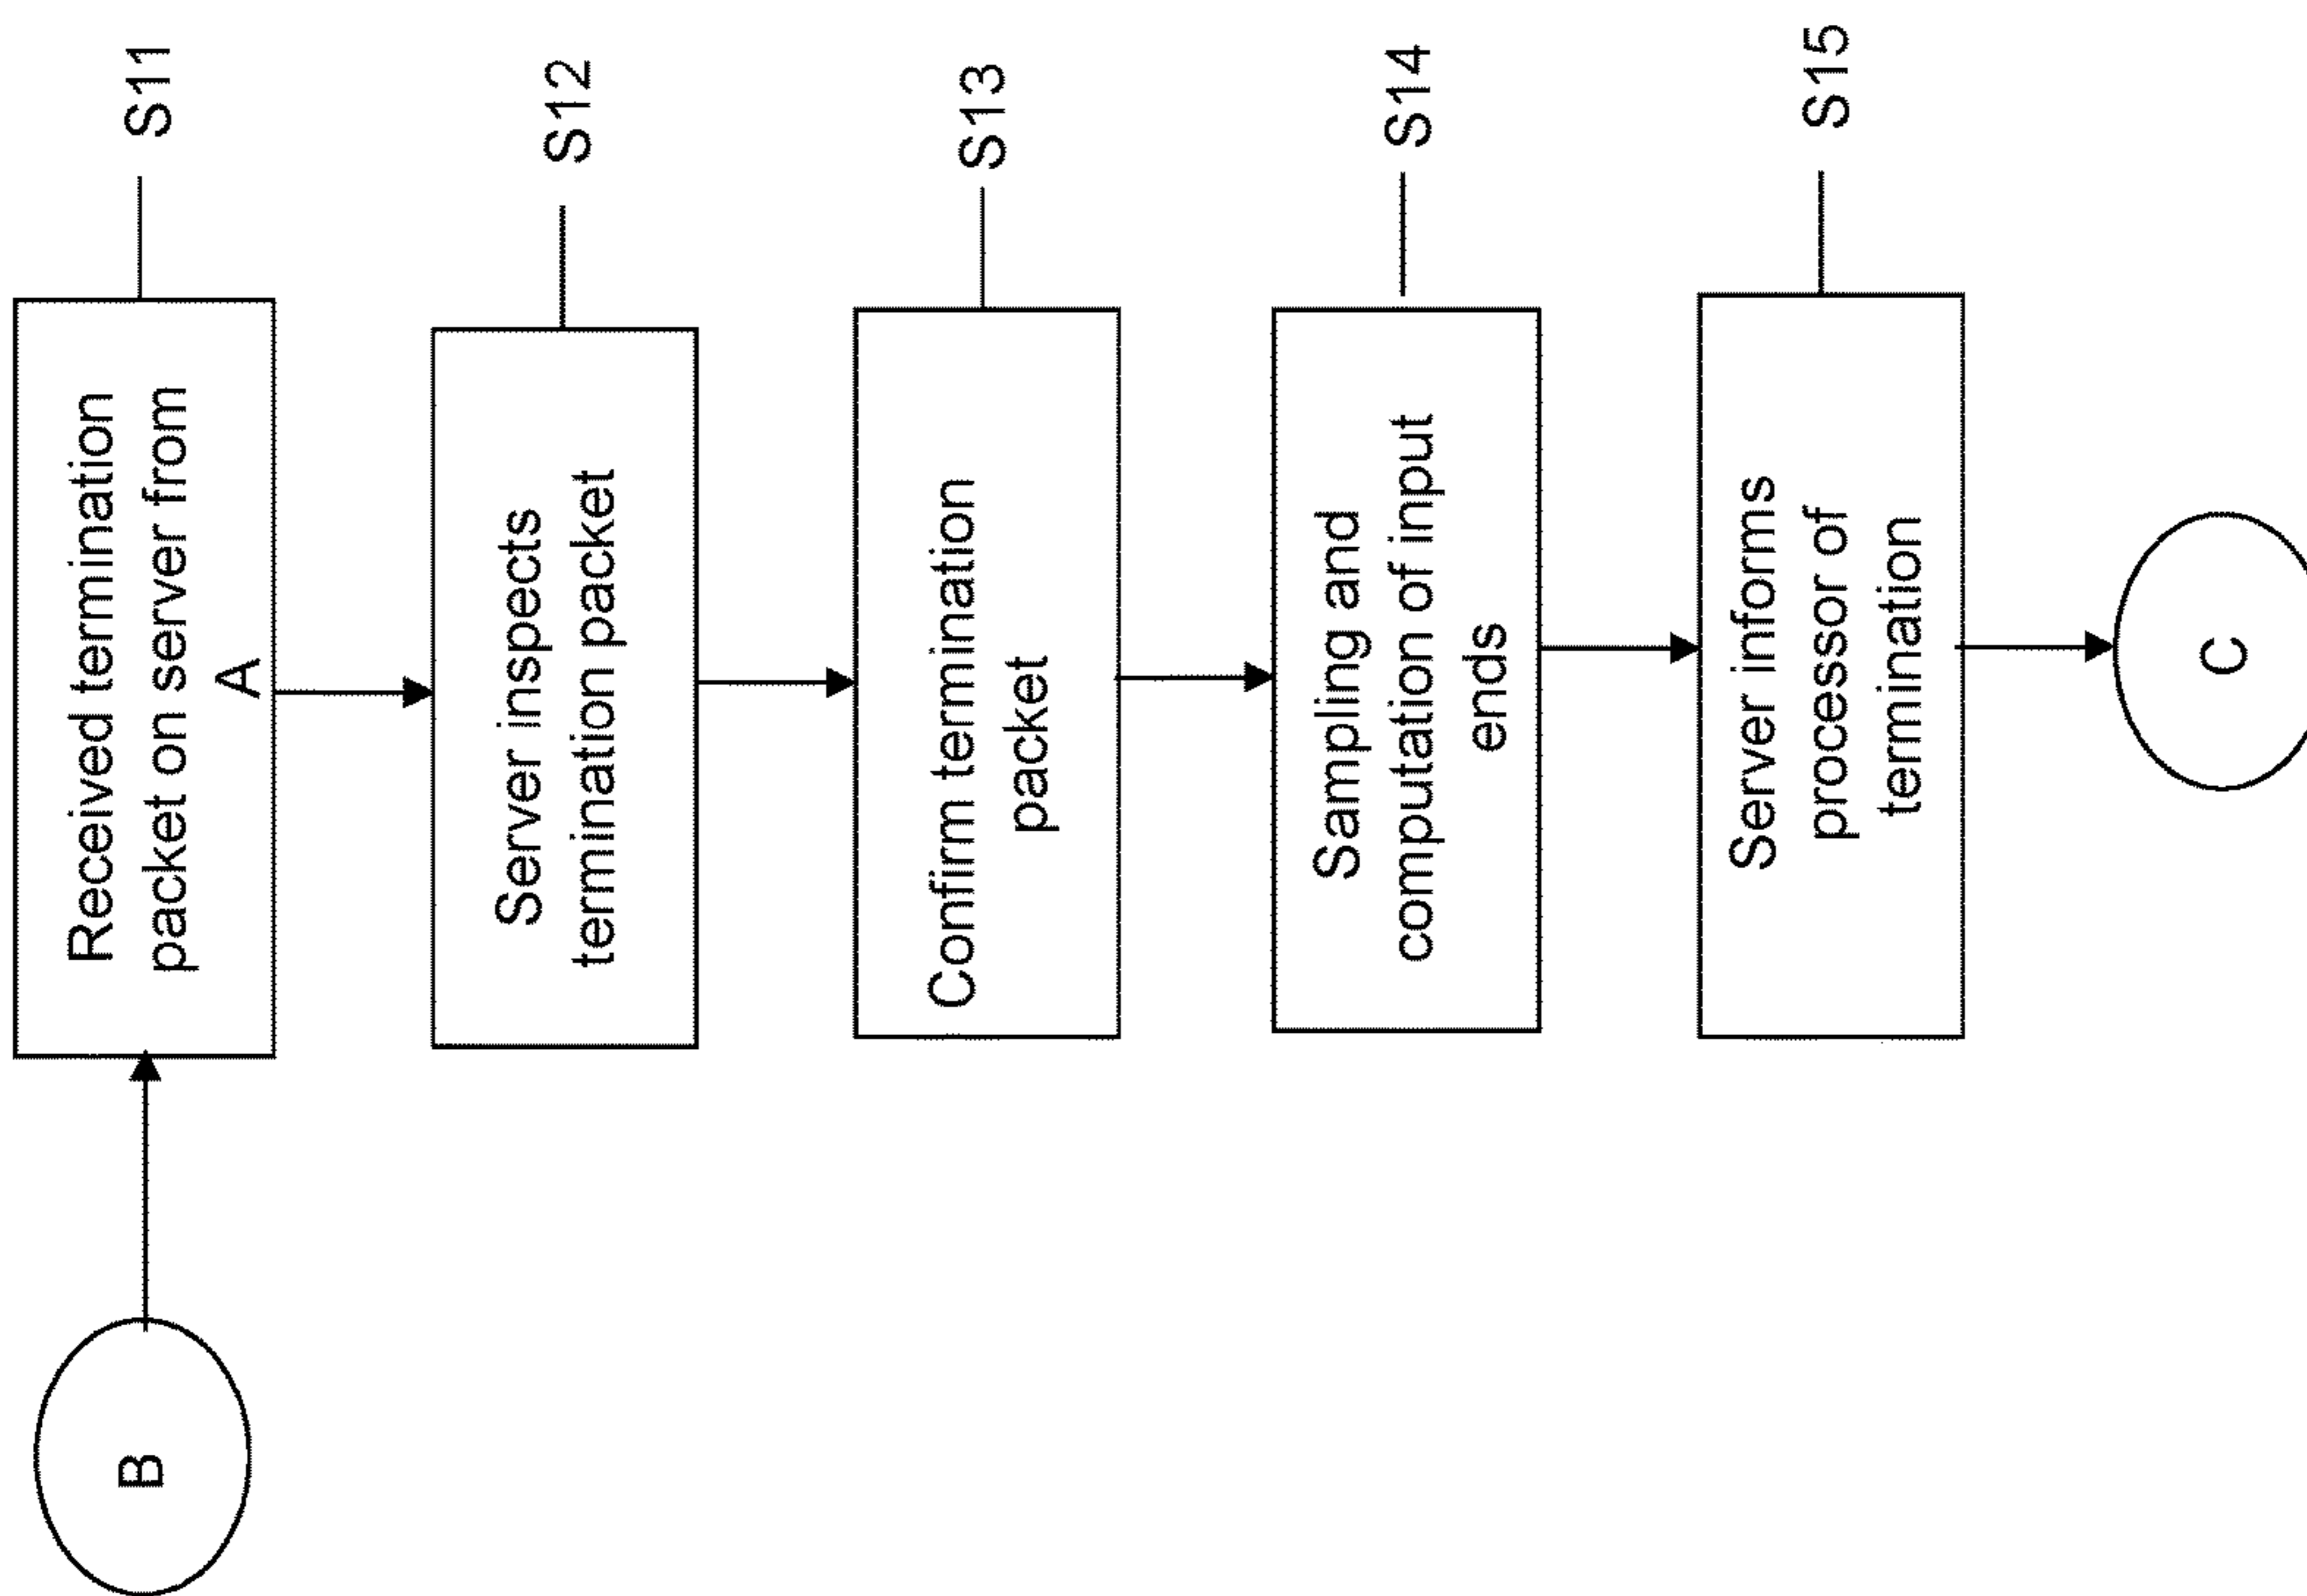 B
Received termination
packet on server from
A
S11
Server inspects
termination packet
S12
Confirm termination
packet
S13
Sampling and
computation of input
ends
S14
Server informs
processor of
termination
S15
C